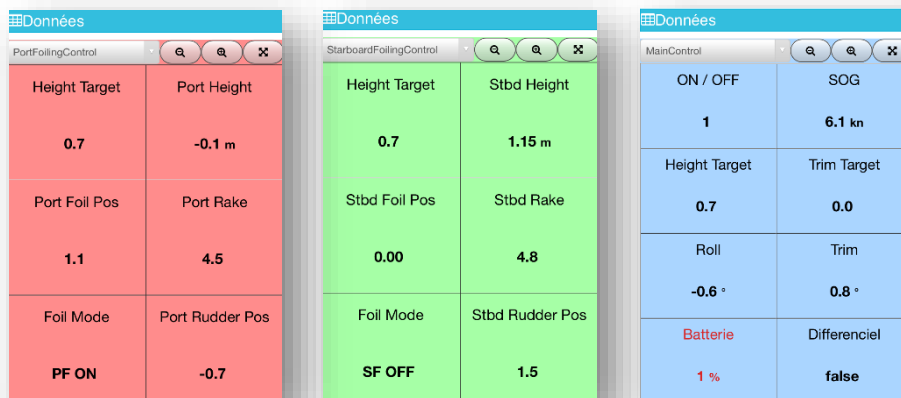 Données
PortFoilingControl
Height Target
Port Height
0.7
-0.1 m
Port Foil Pos
Port Rake
1.1
4.5
Foil Mode
Port Rudder Pos
PF ON
-0.7
Données
StarboardFoilingControl
Height Target
Stbd Height
0.7
1.15 m
Stbd Foil Pos
Stbd Rake
0.00
4.8
Foil Mode
Stbd Rudder Pos
SF OFF
1.5
Données
MainControl
ON / OFF
SOG
1
6.1 kn
Height Target
Trim Target
0.7
0.0
Roll
Trim
-0.6 °
0.8 °
Batterie
Differenciel
1 %
false